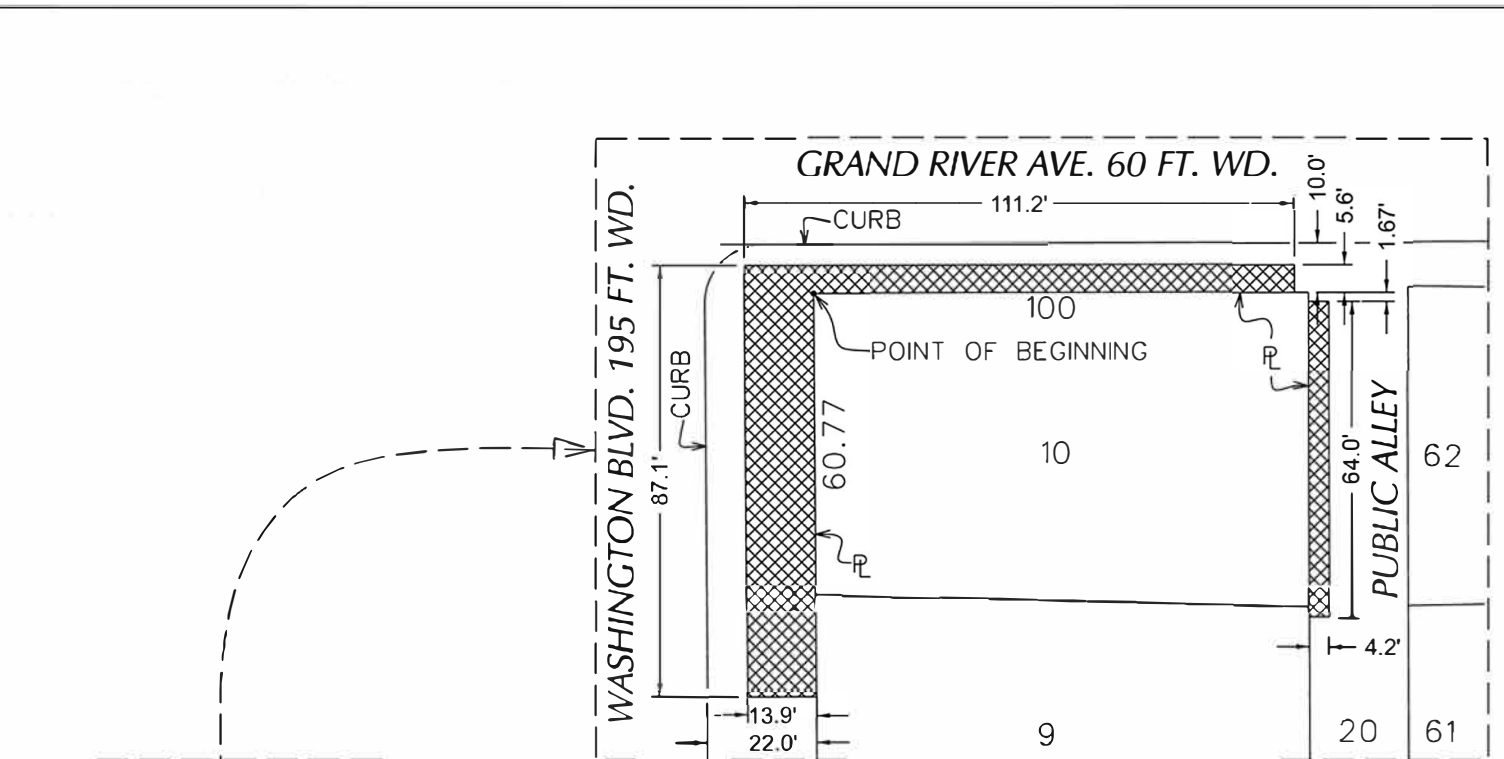 GRAND RIVER AVE. 60 FT. WD.
10.0'
5.6'
1.67'
111.2'
CURB
WASHINGTON BLVD. 195 FT. WD.
100
POINT OF BEGINNING
PL
CURB
87.1'
60.77
10
64.0'
PUBLIC ALLEY
62
PL
4.2'
13.9'
22.0'
9
20
61